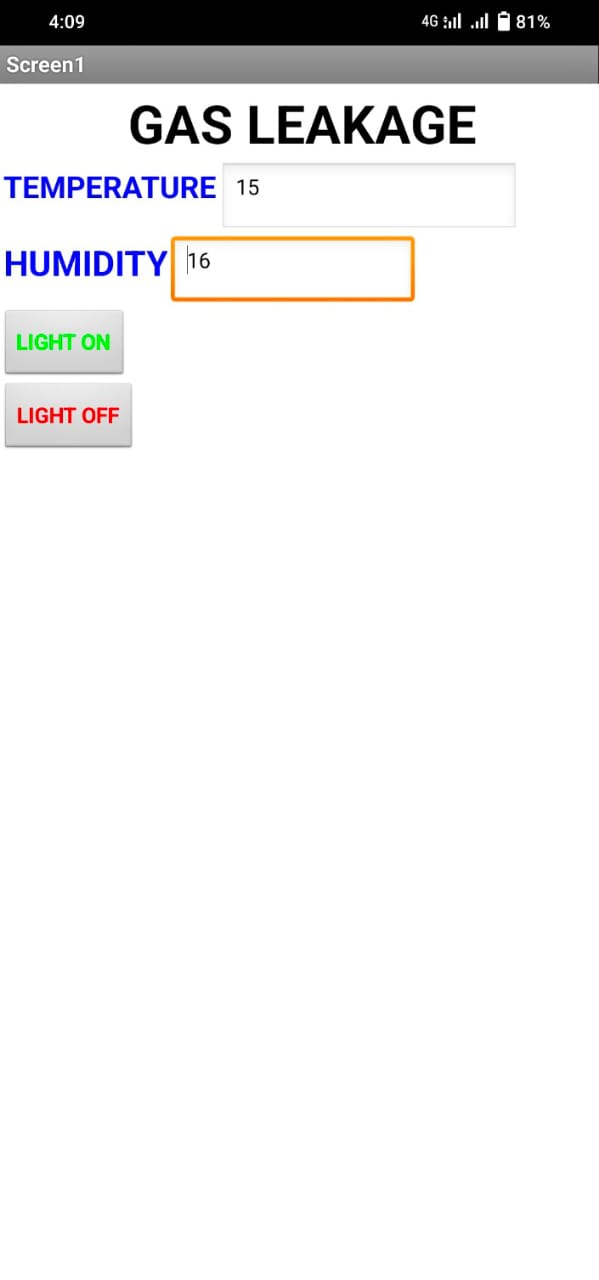 4:09 4G 81%
Screen1
GAS LEAKAGE
TEMPERATURE 15
HUMIDITY 16
LIGHT ON
LIGHT OFF